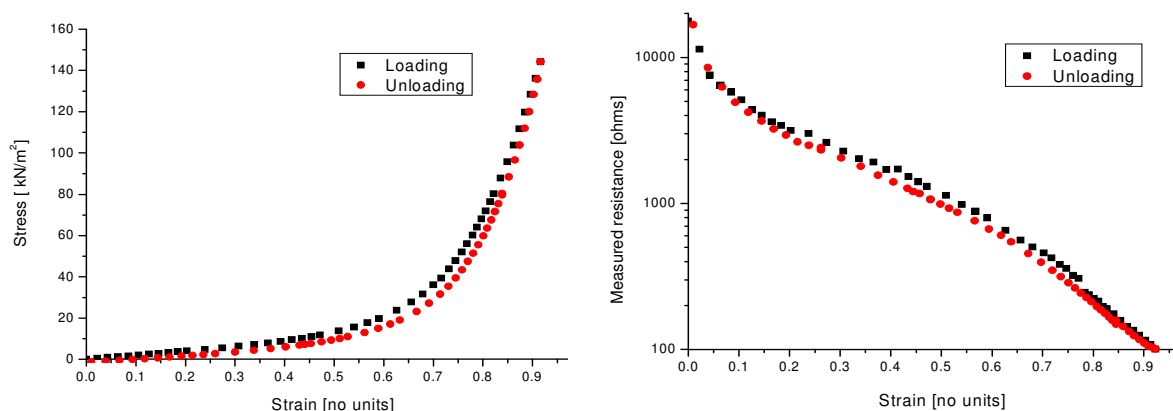 160
140
120
100
80
60
40
20
0
Stress [ kN/m²]
Loading
Unloading
0.0 0.1 0.2 0.3 0.4 0.5 0.6 0.7 0.8 0.9
Strain [no units]
10000
1000
100
Measured resistance [ohms]
Loading
Unloading
0.0 0.1 0.2 0.3 0.4 0.5 0.6 0.7 0.8 0.9
Strain [no units]